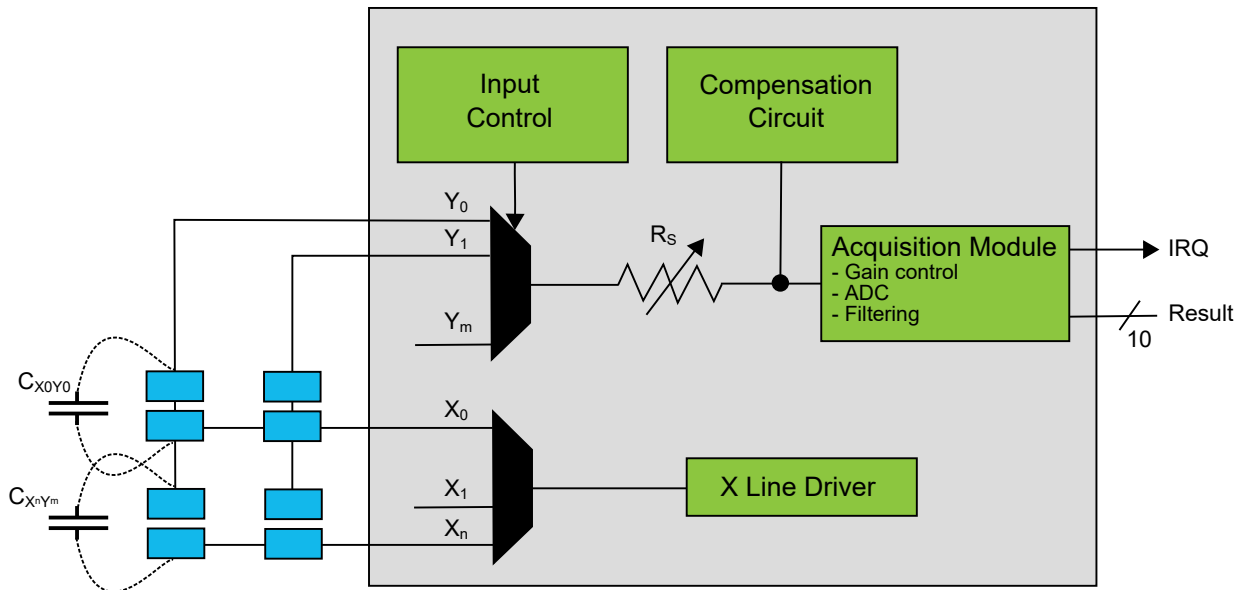 Input
Control
Compensation
Circuit
Y0
Y1
RS
Acquisition Module
- Gain control
- ADC
- Filtering
IRQ
Result
10
Ym
CX0Y0
X0
CXnYm
X1
X Line Driver
Xn